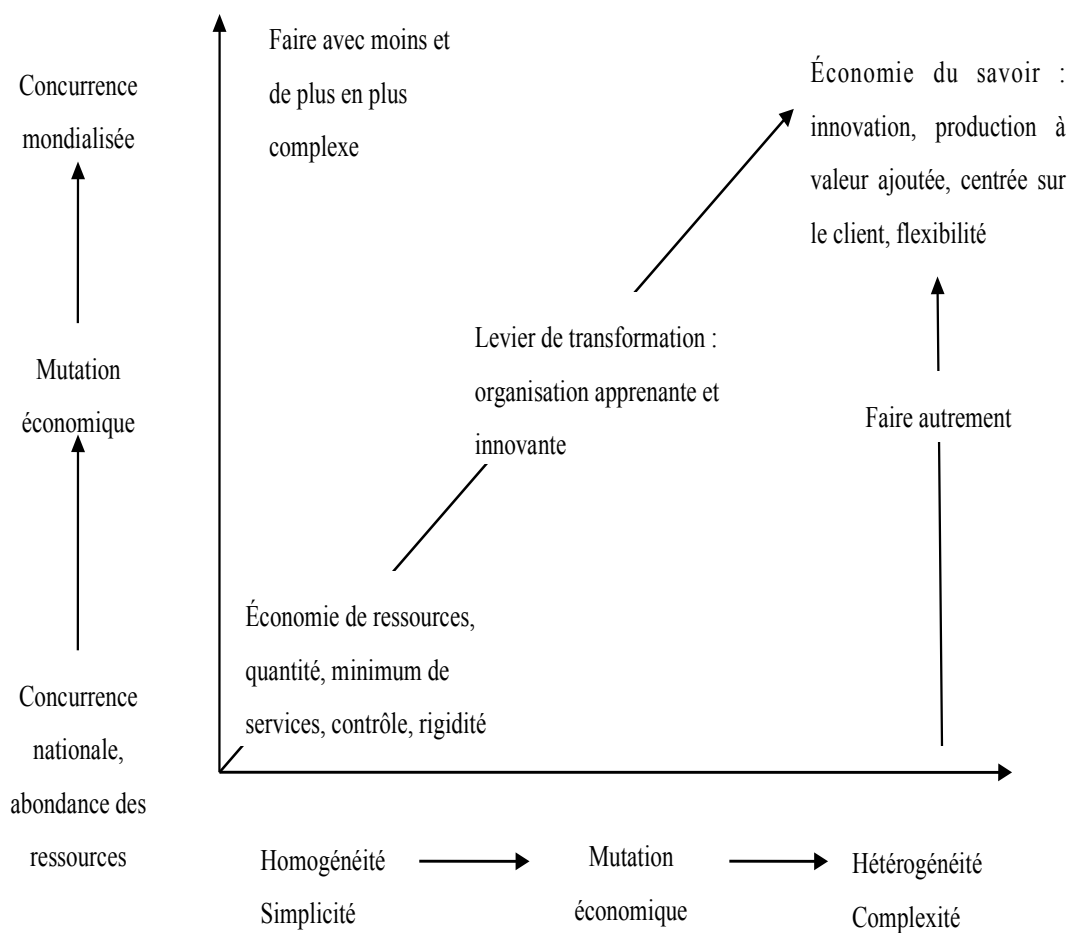 Faire avec moins et
de plus en plus
complexe
Économie du savoir :
innovation, production à
valeur ajoutée, centrée sur
le client, flexibilité
Concurrence
mondialisée
Levier de transformation :
organisation apprenante et
innovante
Mutation
économique
Faire autrement
Économie de ressources,
quantité, minimum de
services, contrôle, rigidité
Concurrence
nationale,
abondance des
ressources
Homogénéité
Simplicité
Mutation
économique
Hétérogénéité
Complexité